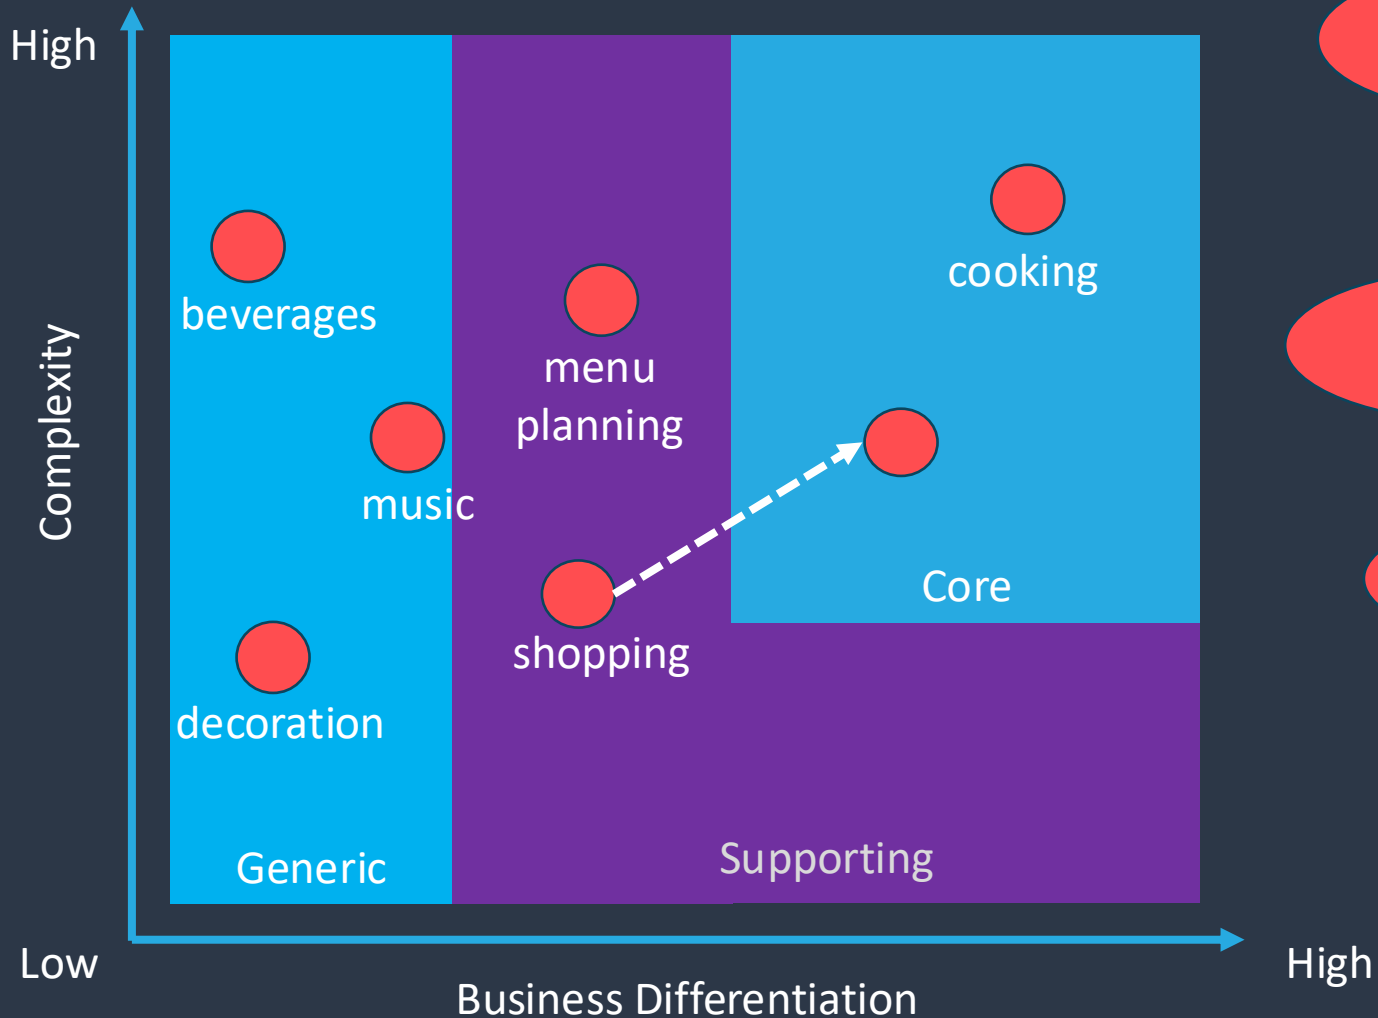 High
cooking
beverages
menu
planning
Complexity
music
Core
shopping
decoration
Supporting
Generic
Low
High
Business Differentiation